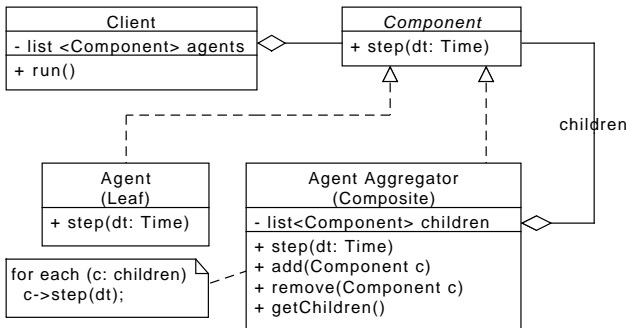 Client
- list <Component> agents
+ run()
Component
+ step(dt: Time)
children
Agent
(Leaf)
+ step(dt: Time)
Agent Aggregator
(Composite)
- list<Component> children
+ step(dt: Time)
+ add(Component c)
+ remove(Component c)
+ getChildren()
for each (c: children)
c->step(dt);